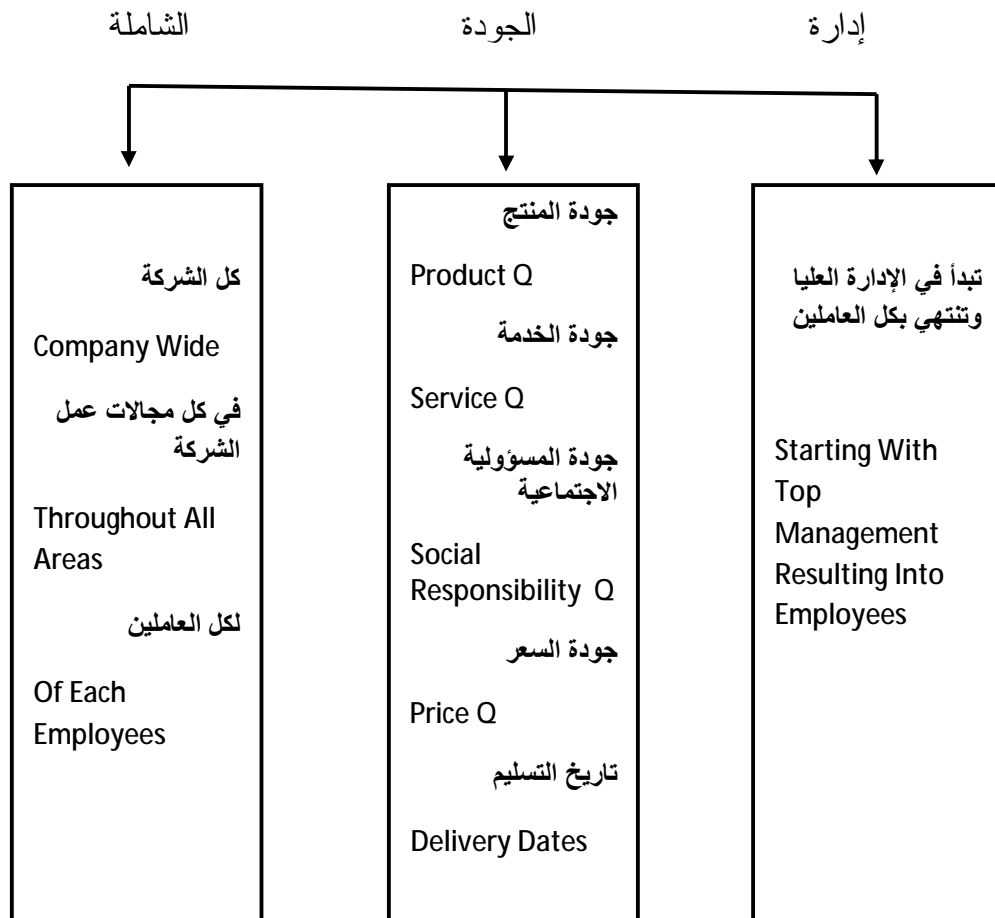 إدارة
الجودة
الشاملة
تبدأ في الإدارة العليا
وتنتهي بكل العاملين
Starting With
Top
Management
Resulting Into
Employees
جودة المنتج
Product Q
جودة الخدمة
Service Q
جودة المسؤولية
الاجتماعية
Social
Responsibility Q
جودة السعر
Price Q
تاريخ التسليم
Delivery Dates
كل الشركة
Company Wide
في كل مجالات عمل
الشركة
Throughout All
Areas
لكل العاملين
Of Each
Employees